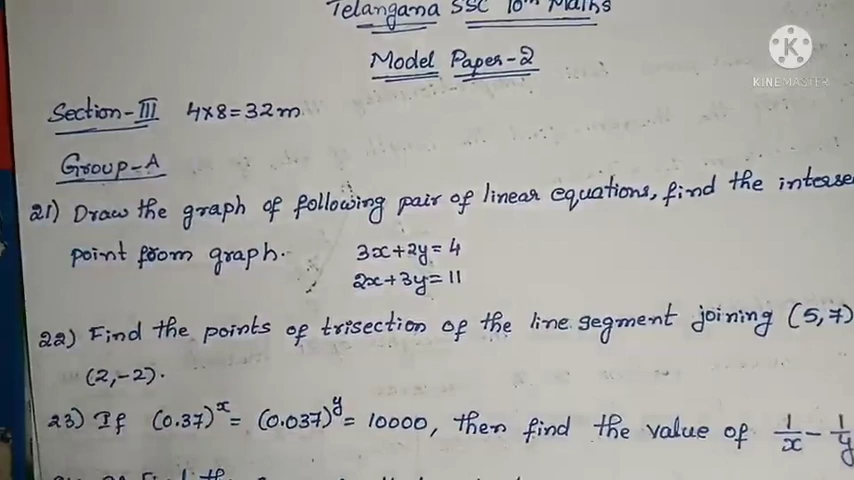 Telangana SSC 10th Maths
Model Paper-2
K
KINEMASTER
Section-III 4x8=32m
Group-A
21) Draw the graph of following pair of linear equations, find the interse
point from graph. 3x+2y=4
2x+3y=11
22) Find the points of trisection of the line segment joining (5,7)
(2,-2).
23) If (0.37)^x = (0.037)^y = 10000, then find the value of 1/x - 1/y